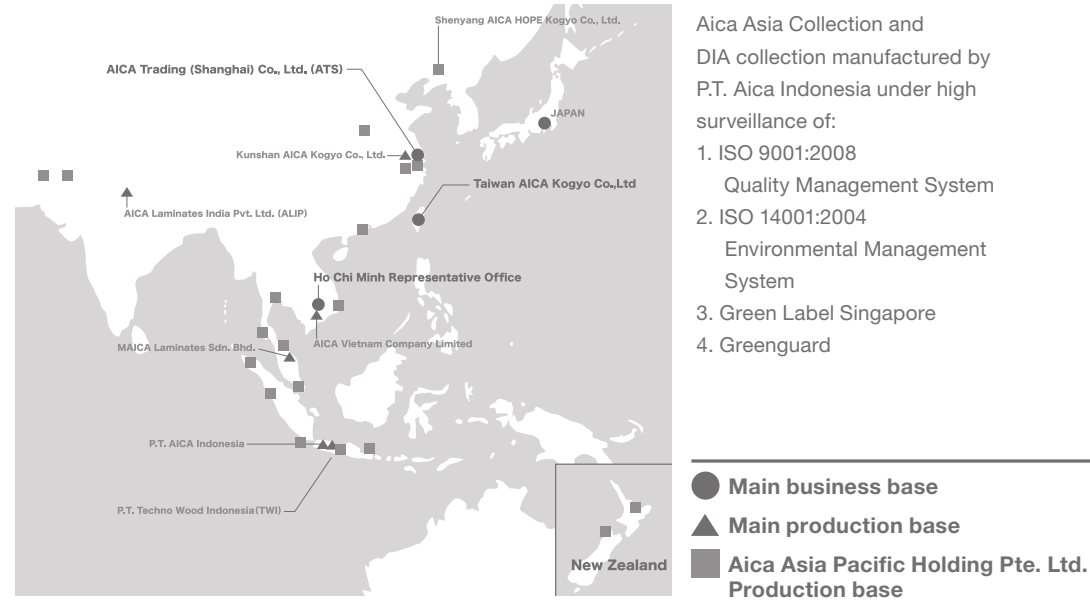 Shenyang AICA HOPE Kogyo Co., Ltd.
AICA Trading (Shanghai) Co., Ltd. (ATS)
JAPAN
Kunshan AICA Kogyo Co., Ltd.
Taiwan AICA Kogyo Co.,Ltd
AICA Laminates India Pvt. Ltd. (ALIP)
Ho Chi Minh Representative Office
AICA Vietnam Company Limited
MAICA Laminates Sdn. Bhd.
P.T. AICA Indonesia
P.T. Techno Wood Indonesia(TWI)
New Zealand
Aica Asia Collection and
DIA collection manufactured by
P.T. Aica Indonesia under high
surveillance of:
1. ISO 9001:2008
Quality Management System
2. ISO 14001:2004
Environmental Management
System
3. Green Label Singapore
4. Greenguard
Main business base
Main production base
Aica Asia Pacific Holding Pte. Ltd.
Production base